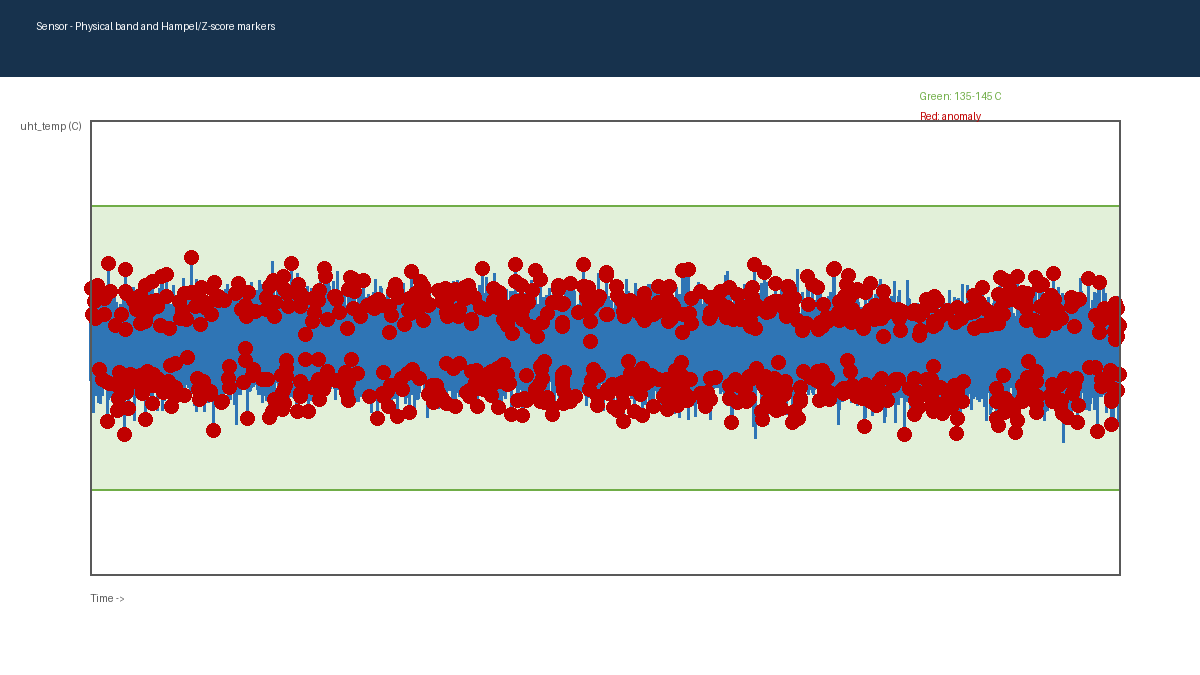 Sensor - Physical band and Hampel/Z-score markers
Green: 135-145 C
Red: anomaly
uht_temp (C)
Time ->